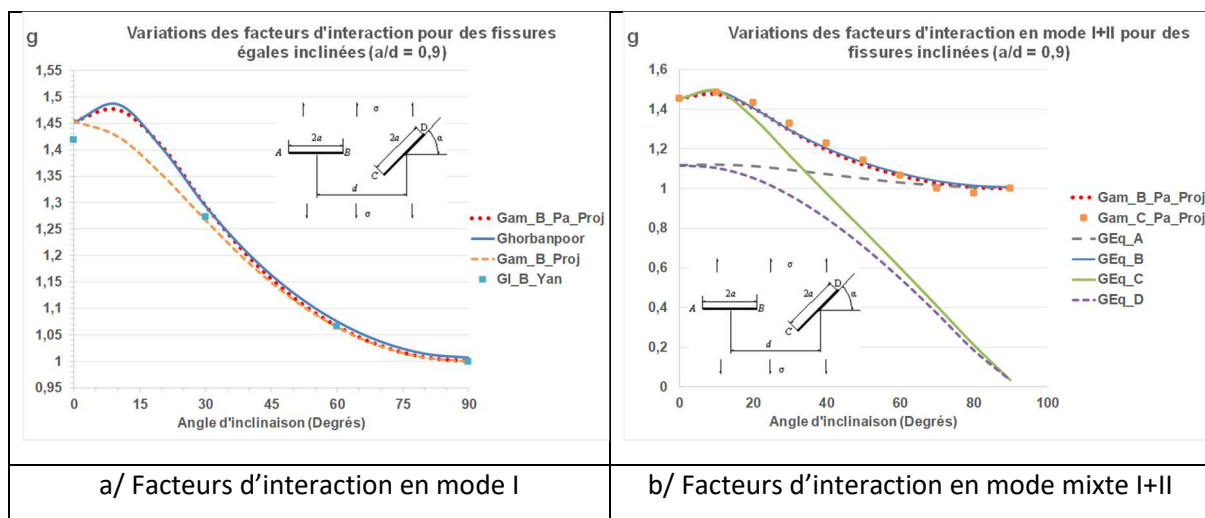 g
Variations des facteurs d'interaction pour des fissures
égales inclinées (a/d = 0,9)
1,55
1,5
1,45
1,4
1,35
1,3
1,25
1,2
1,15
1,1
1,05
1
0,95
0 15 30 45 60 75 90
Angle d'inclinaison (Degrés)
σ
2a
A B
2a
D
α
C
d
σ
Gam_B_Pa_Proj
Ghorbanpoor
Gam_B_Proj
GI_B_Yan
g
Variations des facteurs d'interaction en mode I+II pour des
fissures inclinées (a/d = 0,9)
1,6
1,4
1,2
1
0,8
0,6
0,4
0,2
0
0 20 40 60 80 100
Angle d'inclinaison (Degrés)
σ
2a
A B
2a
D
α
C
d
σ
Gam_B_Pa_Proj
Gam_C_Pa_Proj
GEq_A
GEq_B
GEq_C
GEq_D
a/ Facteurs d'interaction en mode I
b/ Facteurs d'interaction en mode mixte I+II